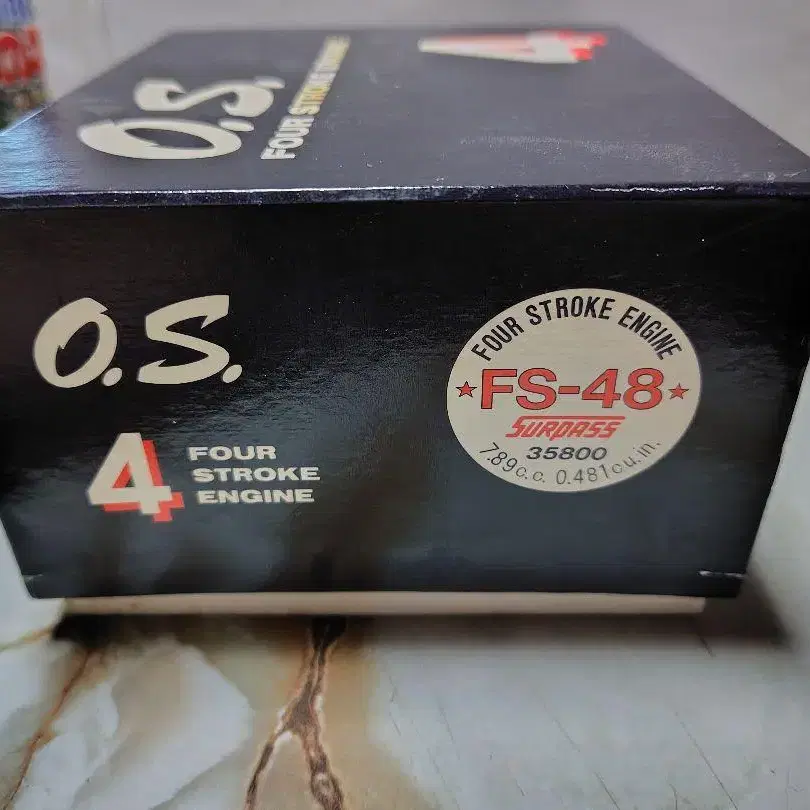 O.S.
FOUR STROKE ENGINE
4
O.S.
4
FOUR
STROKE
ENGINE
FOUR STROKE ENGINE
★FS-48★
SURPASS
35800
7.89c.c. 0.481cu.in.